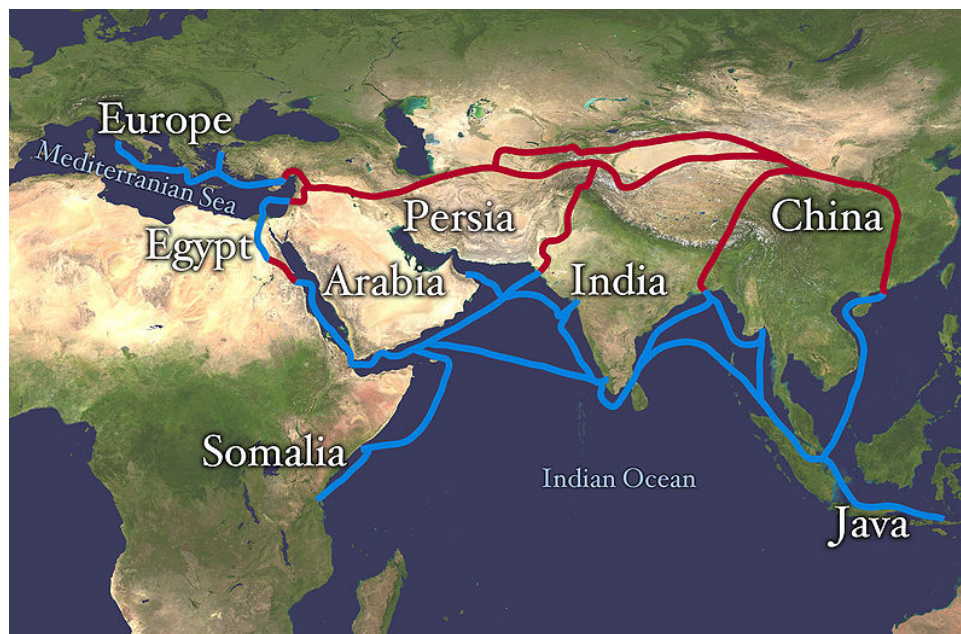 Europe
Mediterranean Sea
Egypt
Persia
China
Arabia
India
Somalia
Indian Ocean
Java